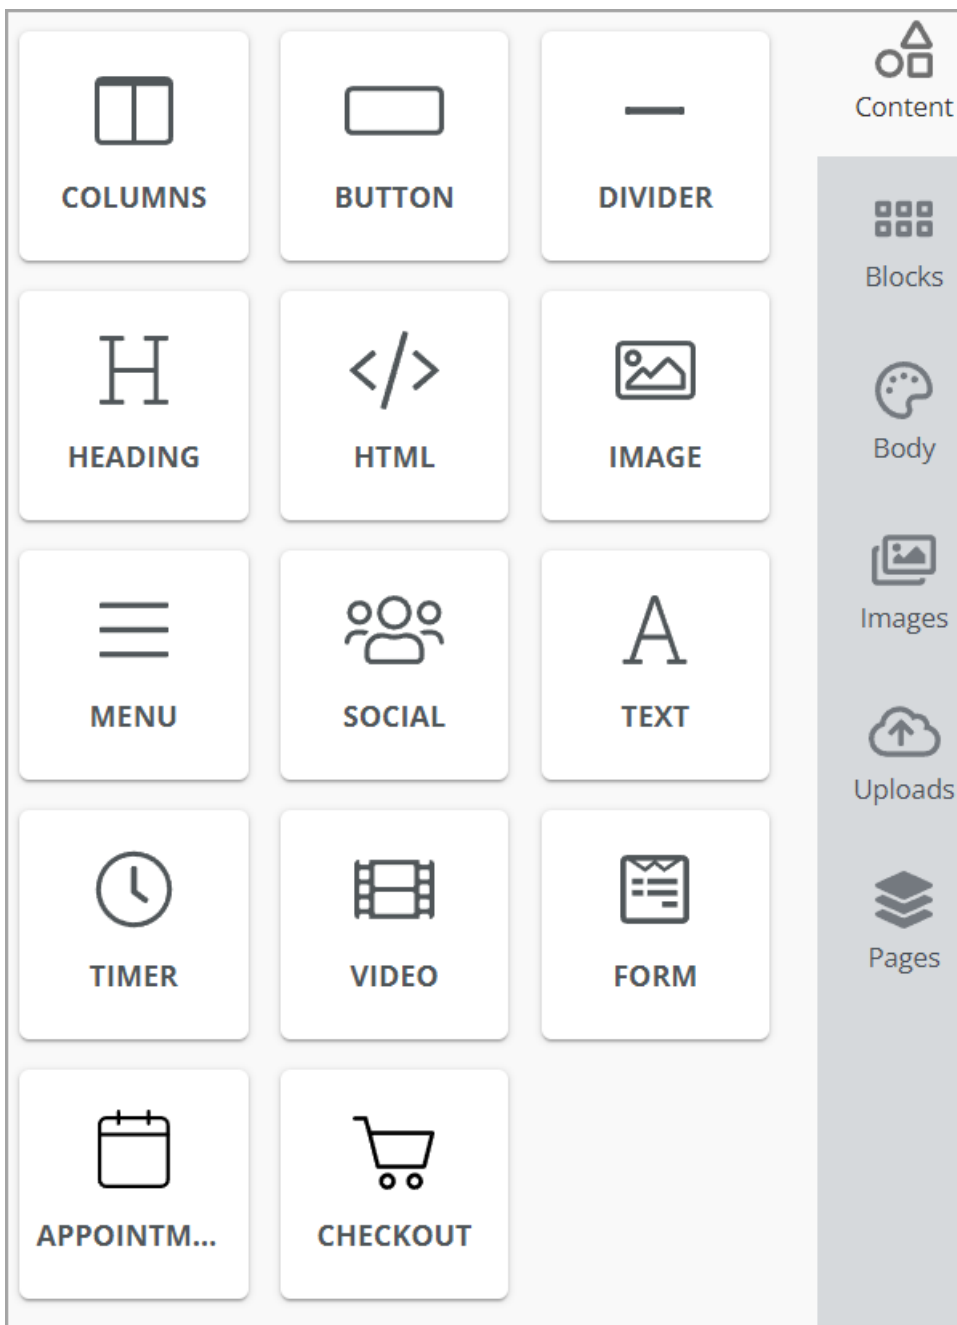 COLUMNS
BUTTON
DIVIDER
HEADING
HTML
IMAGE
MENU
SOCIAL
TEXT
TIMER
VIDEO
FORM
APPOINTM...
CHECKOUT
Content
Blocks
Body
Images
Uploads
Pages